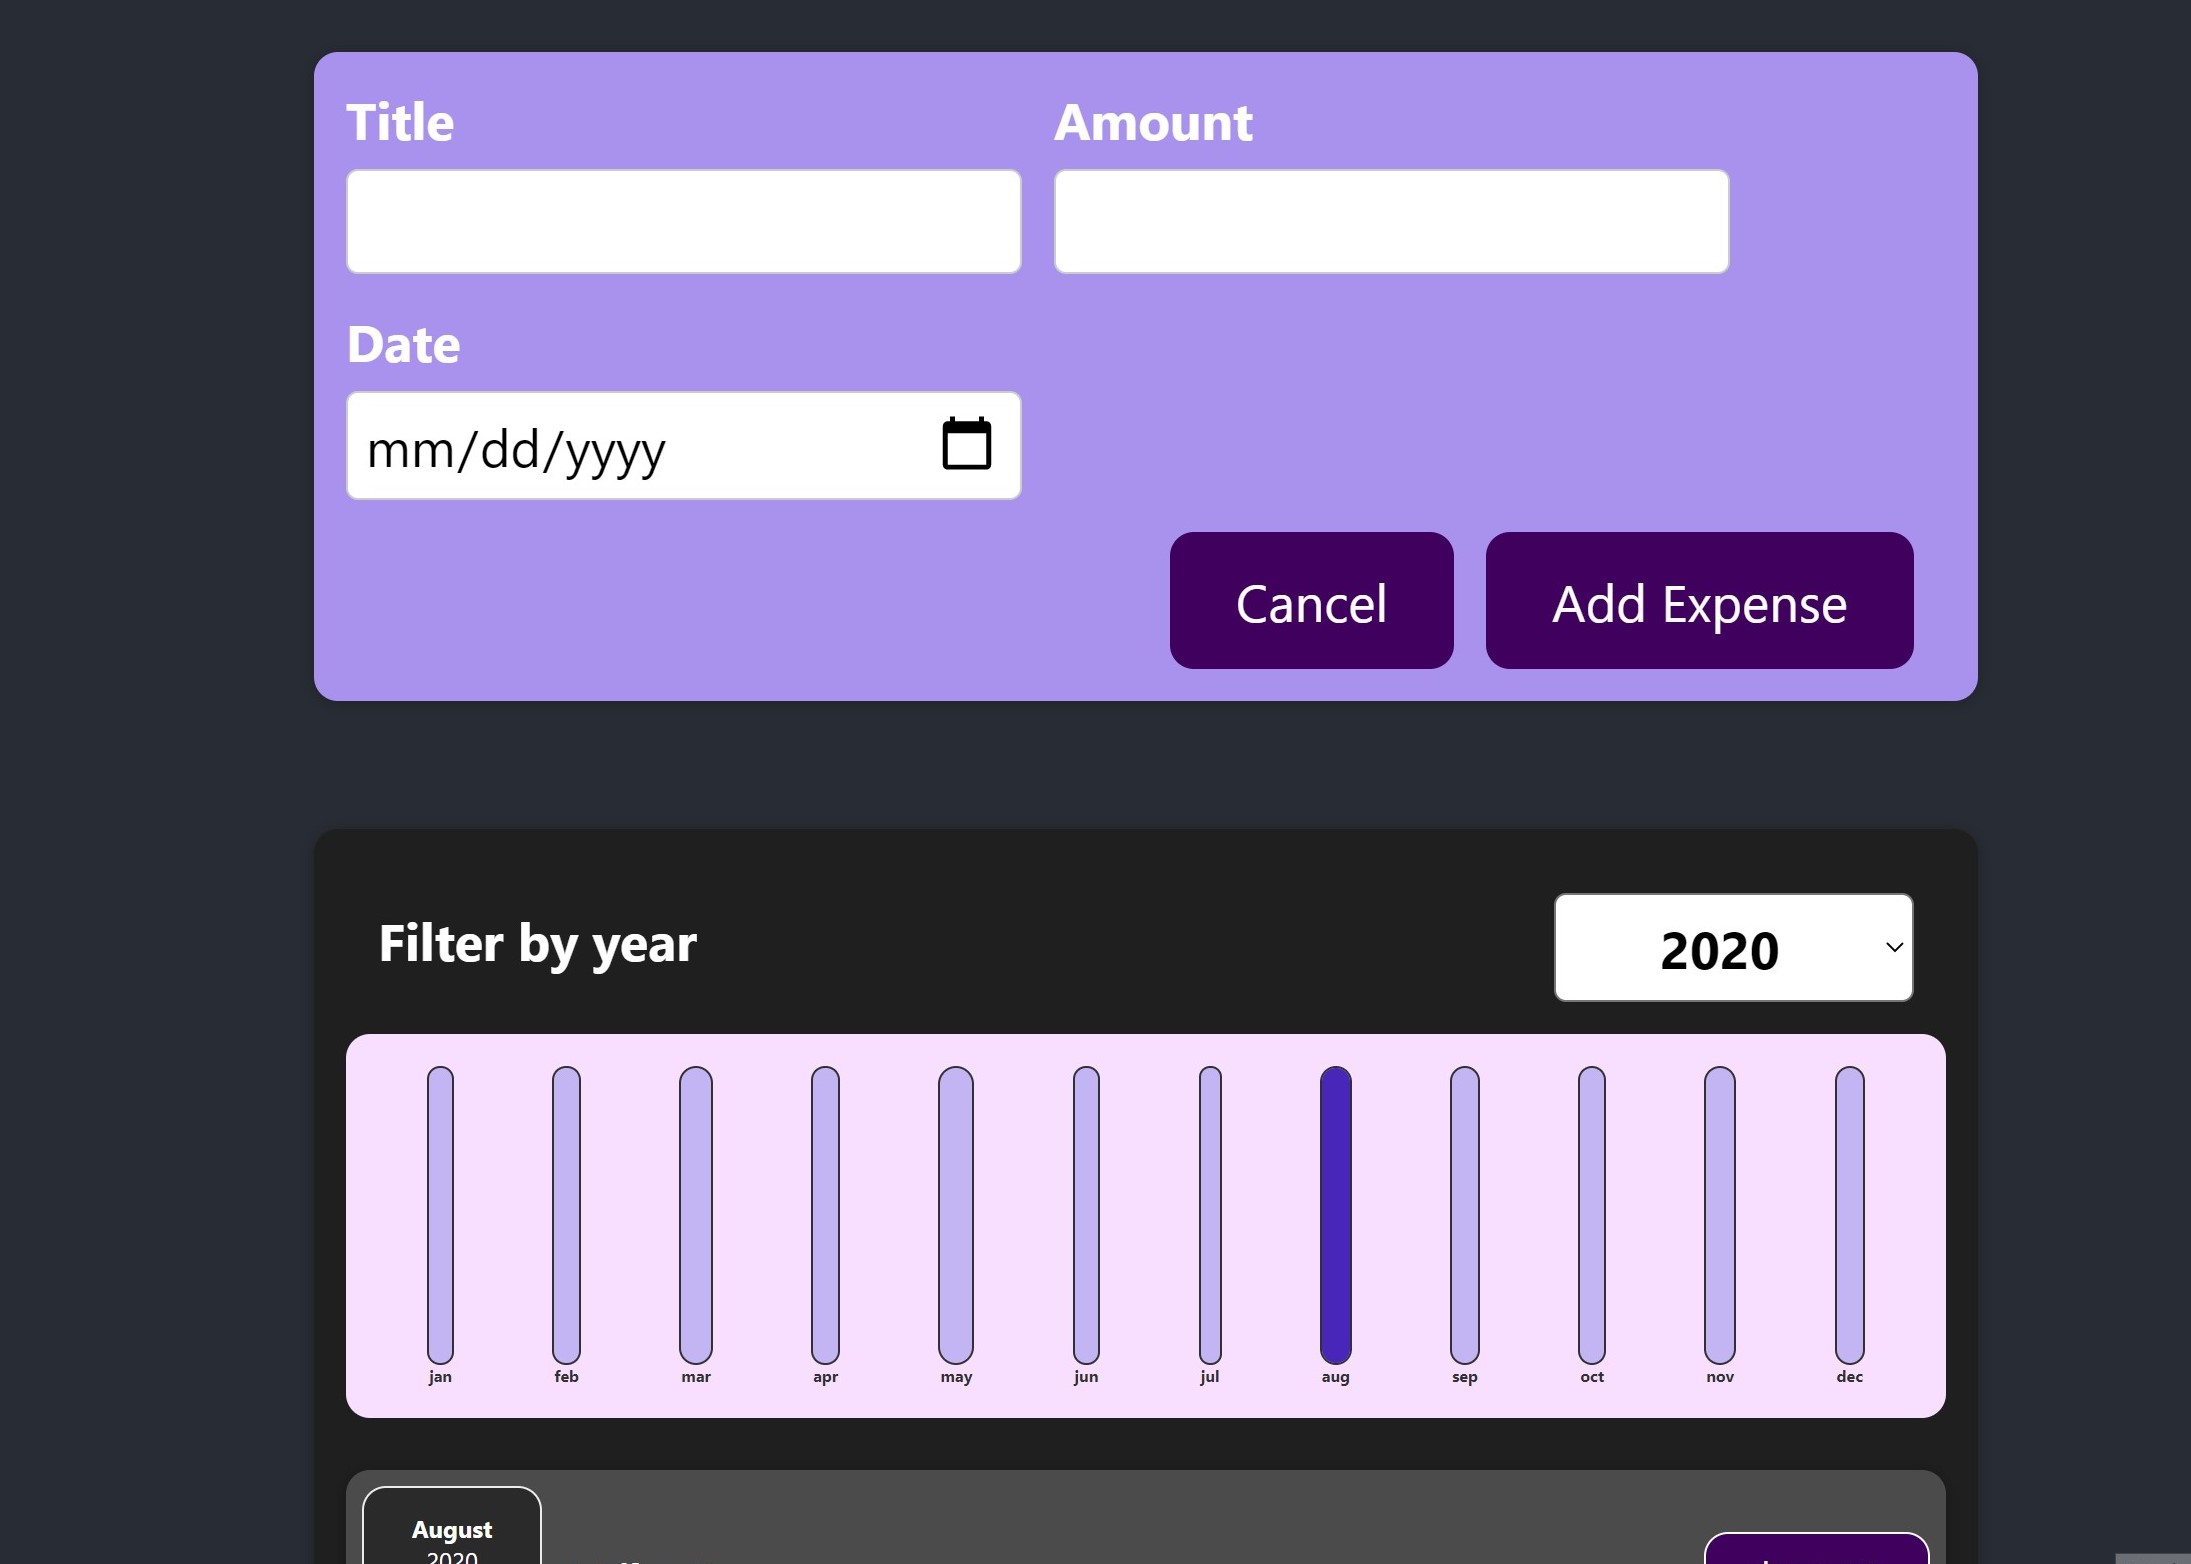 Title Amount
Date
mm/dd/yyyy
Cancel Add Expense
Filter by year 2020
jan feb mar apr may jun jul aug sep oct nov dec
August
2020